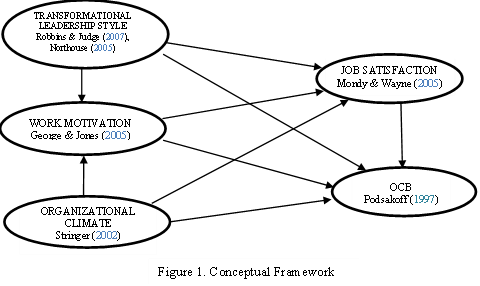 TRANSFORMATIONAL
LEADERSHIP STYLE
Robbins & Judge (2007),
Northouse (2005)
JOB SATISFACTION
Mondy & Wayne (2005)
WORK MOTIVATION
George & Jones (2005)
OCB
Podsakoff (1997)
ORGANIZATIONAL
CLIMATE
Stringer (2002)
Figure 1. Conceptual Framework